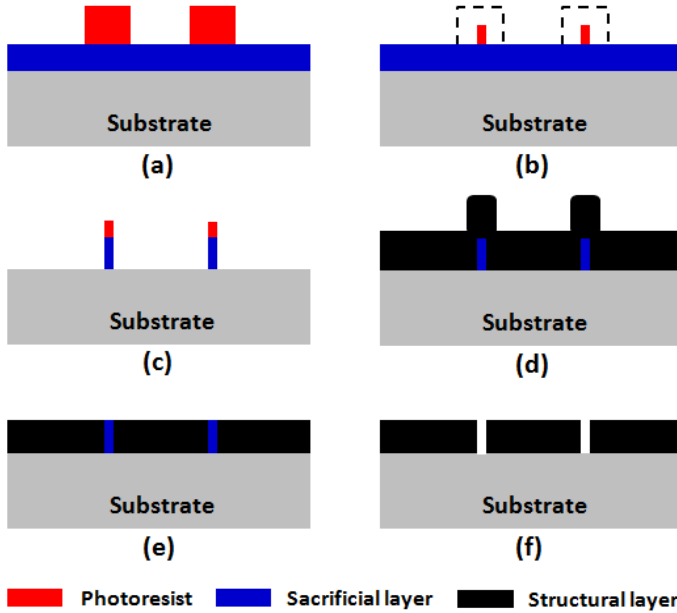 Substrate
(a)
Substrate
(b)
Substrate
(c)
Substrate
(d)
Substrate
(e)
Substrate
(f)
Photoresist
Sacrificial layer
Structural layer